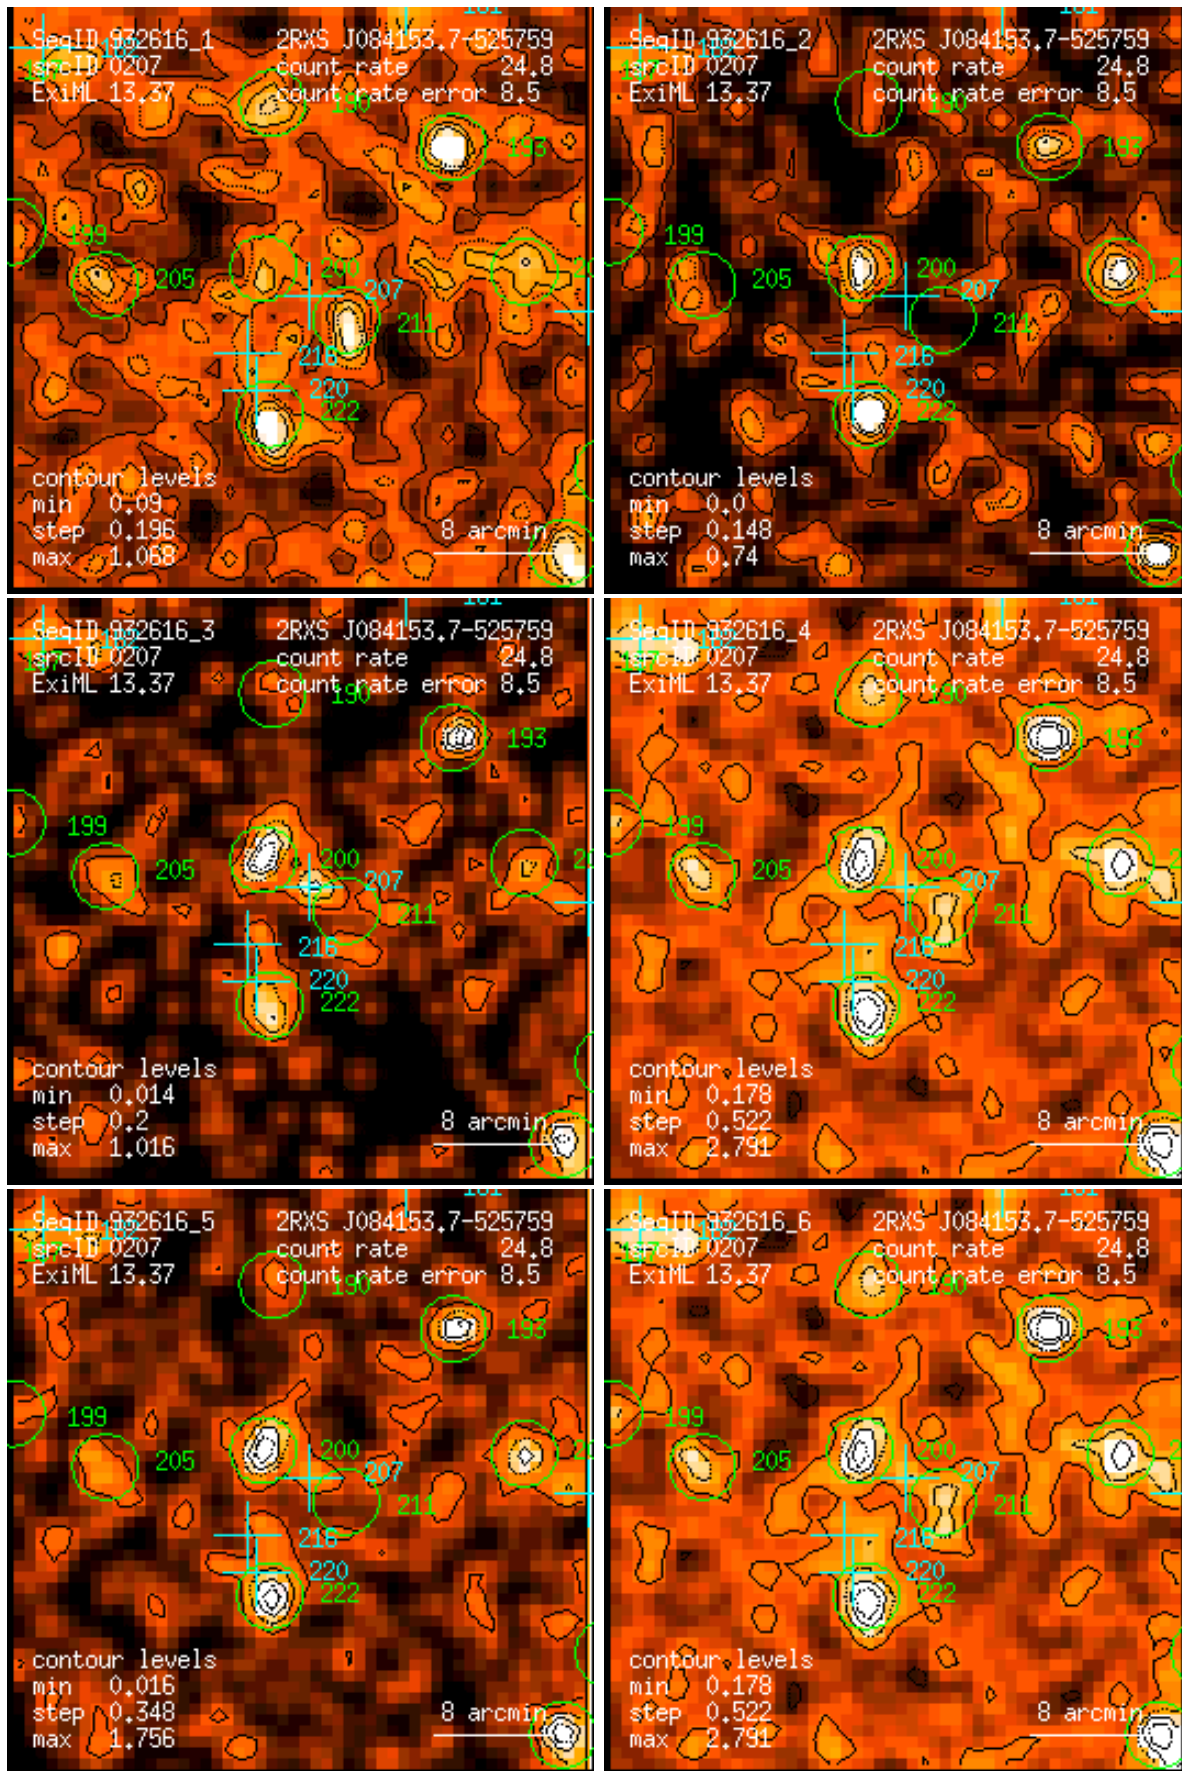 181
SeqID 932616_1 2RXS J084153.7-525759
182
srcID 0207 count rate 24.8
ExiML 13.37 count rate error 8.5
190
193
199
200
205
207
211
216
220
222
contour levels
min 0.09
step 0.196 8 arcmin
max 1.068
181
SeqID 932616_2 2RXS J084153.7-525759
182
srcID 0207 count rate 24.8
ExiML 13.37 count rate error 8.5
190
193
199
200
205
207
211
216
220
222
contour levels
min 0.0
step 0.148 8 arcmin
max 0.74
181
SeqID 932616_3 2RXS J084153.7-525759
182
srcID 0207 count rate 24.8
ExiML 13.37 count rate error 8.5
190
193
199
200
205
207
211
216
220
222
contour levels
min 0.014
step 0.2 8 arcmin
max 1.016
181
SeqID 932616_4 2RXS J084153.7-525759
182
srcID 0207 count rate 24.8
ExiML 13.37 count rate error 8.5
190
193
199
200
205
207
211
216
220
222
contour levels
min 0.178
step 0.522 8 arcmin
max 2.791
181
SeqID 932616_5 2RXS J084153.7-525759
182
srcID 0207 count rate 24.8
ExiML 13.37 count rate error 8.5
190
193
199
200
205
207
211
216
220
222
contour levels
min 0.016
step 0.348 8 arcmin
max 1.756
181
SeqID 932616_6 2RXS J084153.7-525759
182
srcID 0207 count rate 24.8
ExiML 13.37 count rate error 8.5
190
193
199
200
205
207
211
216
220
222
contour levels
min 0.178
step 0.522 8 arcmin
max 2.791